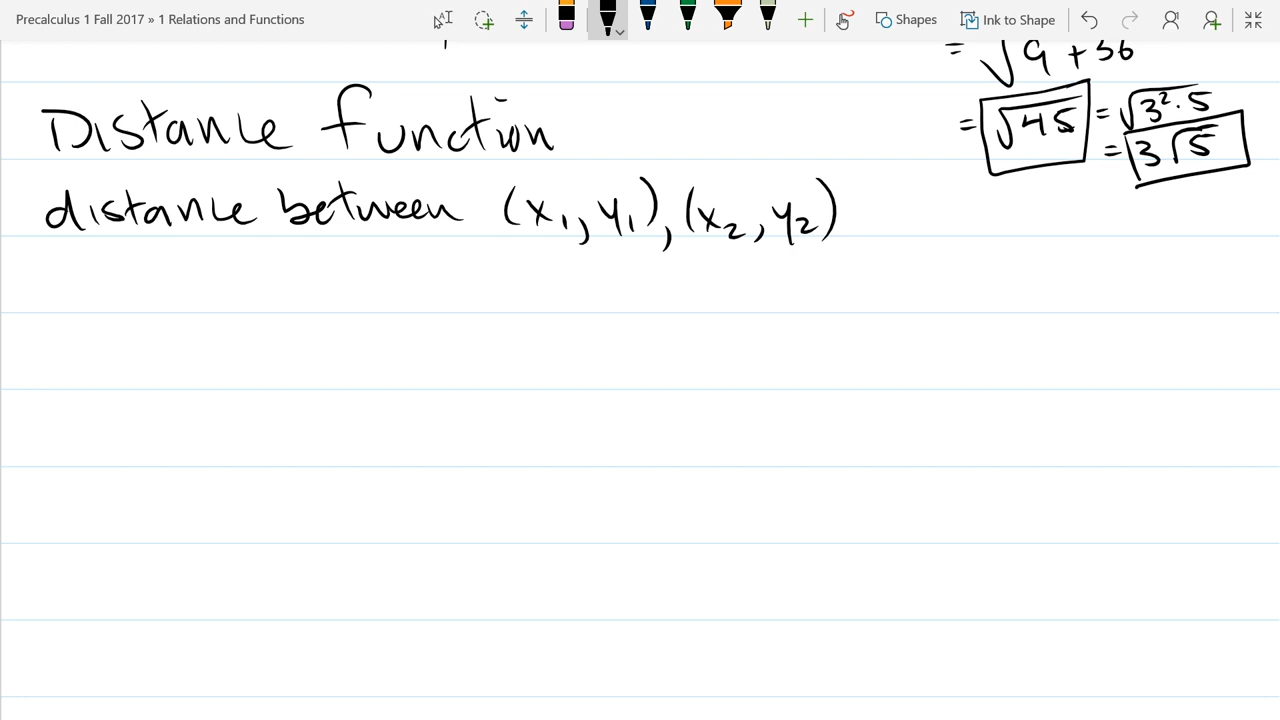 Precalculus 1 Fall 2017 » 1 Relations and Functions
Shapes
Ink to Shape
= √9 + 36
= √45 = √3². 5
= 3√5
Distance function
distance between (x₁, y₁), (x₂, y₂)